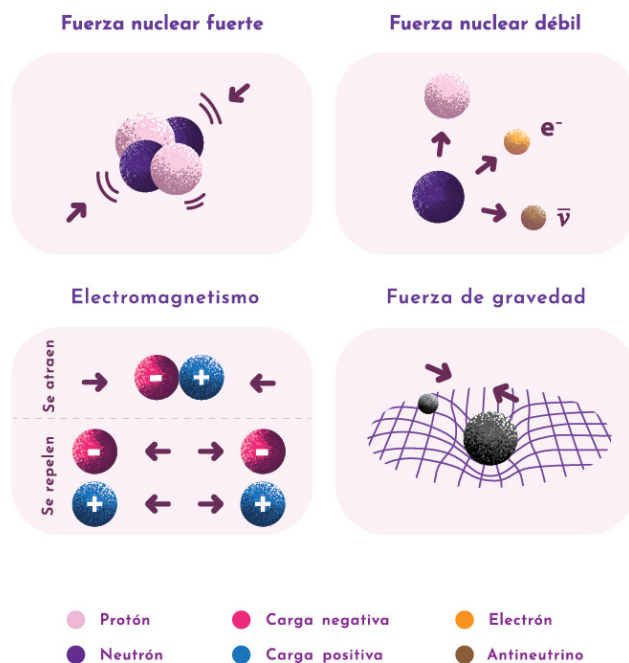 Fuerza nuclear fuerte
Fuerza nuclear débil
e-
ν̅
Electromagnetismo
Fuerza de gravedad
Se atraen
-
+
Se repelen
-
-
+
+
Protón
Carga negativa
Electrón
Neutrón
Carga positiva
Antineutrino